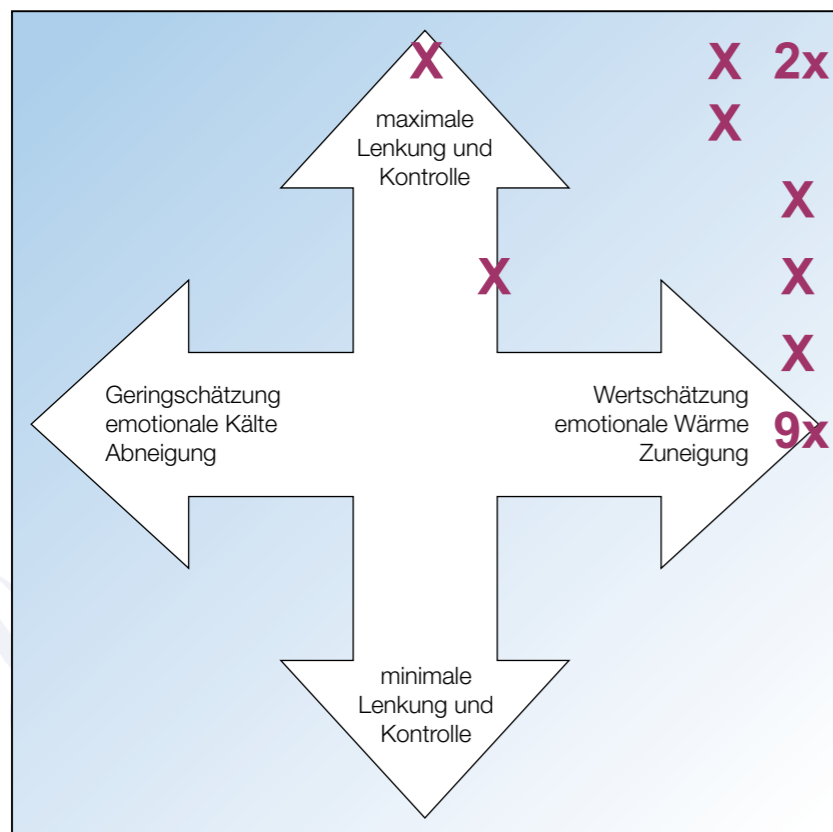 X X 2x
maximale
Lenkung und
Kontrolle
X
X
X X
X
Geringschätzung
emotionale Kälte
Abneigung
Wertschätzung
emotionale Wärme
Zuneigung
9x
minimale
Lenkung und
Kontrolle